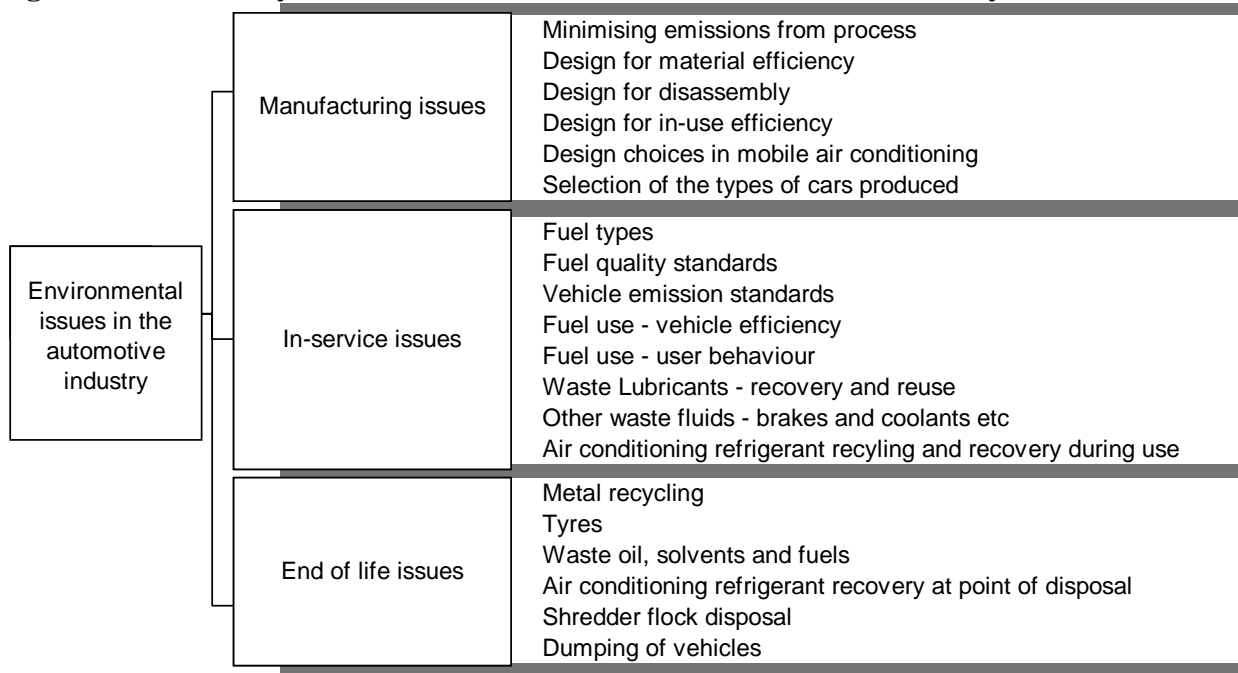 Environmental
issues in the
automotive
industry
Manufacturing issues
Minimising emissions from process
Design for material efficiency
Design for disassembly
Design for in-use efficiency
Design choices in mobile air conditioning
Selection of the types of cars produced
In-service issues
Fuel types
Fuel quality standards
Vehicle emission standards
Fuel use - vehicle efficiency
Fuel use - user behaviour
Waste Lubricants - recovery and reuse
Other waste fluids - brakes and coolants etc
Air conditioning refrigerant recyling and recovery during use
End of life issues
Metal recycling
Tyres
Waste oil, solvents and fuels
Air conditioning refrigerant recovery at point of disposal
Shredder flock disposal
Dumping of vehicles